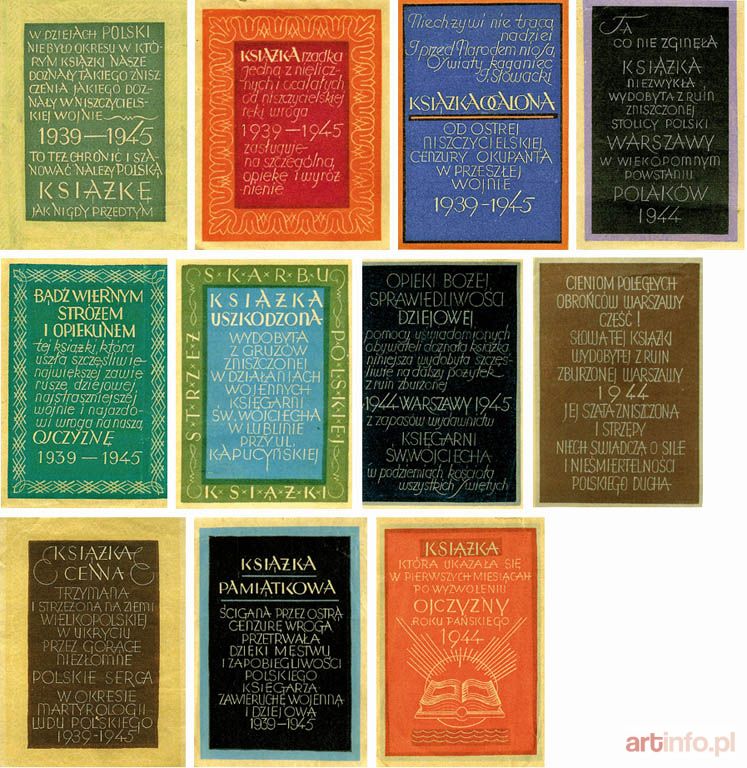 W DZIEJACH POLSKI
NIE BYŁO OKRESU W KTÓ-
RYM KSIĄŻKI NASZE
DOZNAŁY TAKIEGO ZNISZ-
CZENIA JAKIEGO DOZ-
NAŁY W NISZCZYCIELS-
KIEJ WOJNIE
1939—1945
TO TEŻ CHRONIĆ I SZA-
NOWAĆ NALEŻY POLSKĄ
KSIĄŻKĘ
JAK NIGDY PRZEDTYM
KSIĄŻKA rzadka
jedna z nielicz-
nych i ocalałych
od niszczycielskiej
ręki wroga
1939—1945
zasługuje
na szczególną
opiekę i wyróż-
nienie
Niech żywi nie tracą
nadziei
I przed Narodem niosą
Oświaty kaganiec
J. Słowacki
KSIĄŻKA OCALONA
OD OSTREJ
NISZCZYCIELSKIEJ
CENZURY OKUPANTA
W PRZESZŁEJ
WOJNIE
1939-1945
TA
CO NIE ZGINĘŁA
KSIĄŻKA
NIEZWYKŁA
WYDOBYTA Z RUIN
ZNISZCZONEJ
STOLICY POLSKI
WARSZAWY
W WIEKOPOMNYM
POWSTANIU
POLAKÓW
1944
BĄDŹ WIERNYM
STRÓŻEM
I OPIEKUNEM
tej książki, która
uszła szczęśliwie
największej zawie
rusze dziejowej
najstraszniejszej
wojnie i najazdo-
wi wroga na naszą
OJCZYZNĘ
1939—1945
STRZEŻ
SKARBU
POLSKIEJ
KSIĄŻKI
KSIĄŻKA
USZKODZONA
WYDOBYTA
Z GRUZÓW
ZNISZCZONEJ
W DZIAŁANIACH
WOJENNYCH
KSIĘGARNI
ŚW. WOJCIECHA
W LUBLINIE
PRZY UL.
KAPUCYŃSKIEJ
OPIEKI BOŻEJ
SPRAWIEDLIWOŚCI
DZIEJOWEJ
pomocy uświadomionych
obywateli doznała książka
niniejsza wydobyta szczęś-
liwie na dalszy pożytek
z ruin zburzonej
1944 WARSZAWY 1945
z zapasów wydawnictw
KSIĘGARNI
ŚW. WOJCIECHA
w podziemiach kościoła
wszystkich Świętych
CIENIOM POLEGŁYCH
OBROŃCÓW WARSZAWY
CZEŚĆ!
SŁOWA TEJ KSIĄŻKI
WYDOBYTEJ Z RUIN
ZBURZONEJ WARSZAWY
1944
JEJ SZATA ZNISZCZONA
I STRZĘPY
NIECH ŚWIADCZĄ O SILE
I NIEŚMIERTELNOŚCI
POLSKIEGO DUCHA
KSIĄŻKA
CENNA
TRZYMANA
I STRZEŻONA NA ZIEMI
WIELKOPOLSKIEJ
W UKRYCIU
PRZEZ GORĄCE
NIEZŁOMNE
POLSKIE SERCA
W OKRESIE
MARTYROLOGII
LUDU POLSKIEGO
1939-1945
KSIĄŻKA
PAMIĄTKOWA
ŚCIGANA PRZEZ OSTRĄ
CENZURĘ WROGA
PRZETRWAŁA
DZIĘKI MĘSTWU
I ZAPOBIEGLIWOŚCI
POLSKIEGO
KSIĘGARZA
ZAWIERUCHĘ WOJENNĄ
I DZIEJOWĄ
1939-1945
KSIĄŻKA
KTÓRA UKAZAŁA SIĘ
W PIERWSZYCH MIESIĄCACH
PO WYZWOLENIU
OJCZYZNY
ROKU PAŃSKIEGO
1944
artinfo.pl